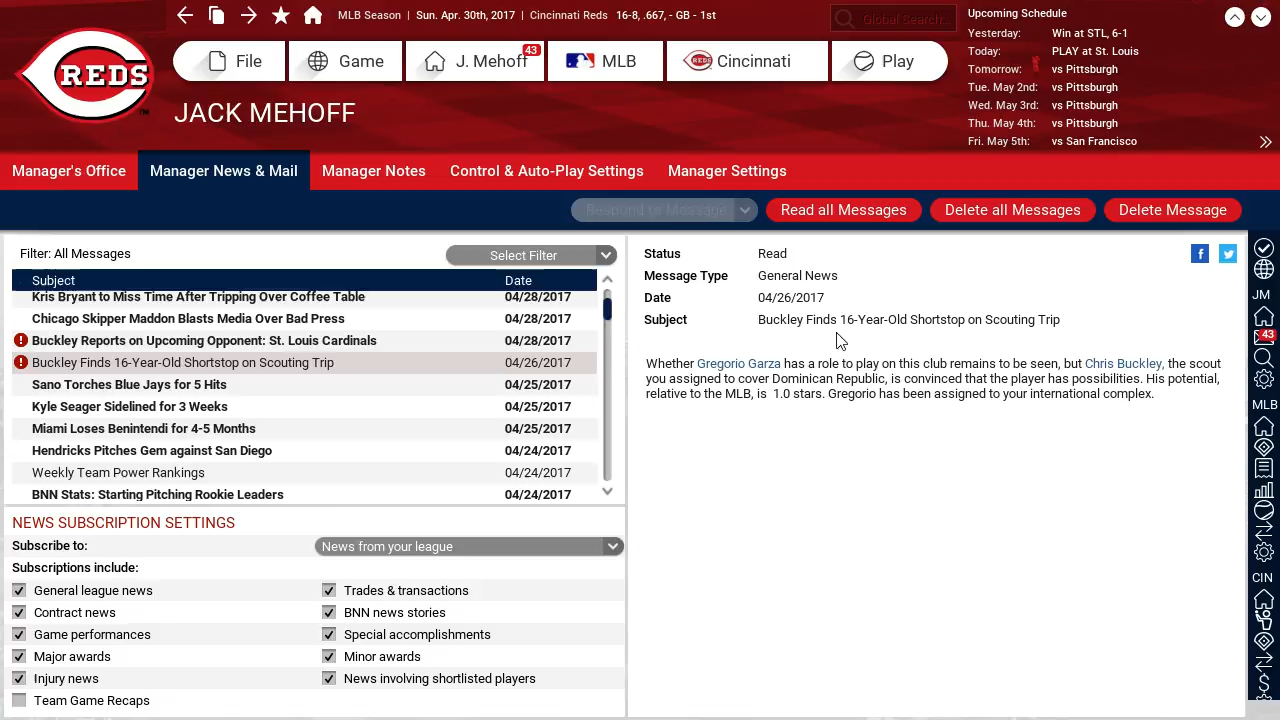 MLB Season | Sun. Apr. 30th, 2017 | Cincinnati Reds 16-8, .667, - GB - 1st
Global Search...
Upcoming Schedule
Yesterday: Win at STL, 6-1
Today: PLAY at St. Louis
Tomorrow: vs Pittsburgh
Tue. May 2nd: vs Pittsburgh
Wed. May 3rd: vs Pittsburgh
Thu. May 4th: vs Pittsburgh
Fri. May 5th: vs San Francisco
REDS
TM
File
Game
J. Mehoff
43
MLB
REDS
Cincinnati
Play
JACK MEHOFF
Manager's Office
Manager News & Mail
Manager Notes
Control & Auto-Play Settings
Manager Settings
Respond to Message
Read all Messages
Delete all Messages
Delete Message
Filter: All Messages
Select Filter
Subject Date
Kris Bryant to Miss Time After Tripping Over Coffee Table 04/28/2017
Chicago Skipper Maddon Blasts Media Over Bad Press 04/28/2017
Buckley Reports on Upcoming Opponent: St. Louis Cardinals 04/28/2017
Buckley Finds 16-Year-Old Shortstop on Scouting Trip 04/26/2017
Sano Torches Blue Jays for 5 Hits 04/25/2017
Kyle Seager Sidelined for 3 Weeks 04/25/2017
Miami Loses Benintendi for 4-5 Months 04/25/2017
Hendricks Pitches Gem against San Diego 04/24/2017
Weekly Team Power Rankings 04/24/2017
BNN Stats: Starting Pitching Rookie Leaders 04/24/2017
NEWS SUBSCRIPTION SETTINGS
Subscribe to: News from your league
Subscriptions include:
General league news Trades & transactions
Contract news BNN news stories
Game performances Special accomplishments
Major awards Minor awards
Injury news News involving shortlisted players
Team Game Recaps
Status Read
Message Type General News
Date 04/26/2017
Subject Buckley Finds 16-Year-Old Shortstop on Scouting Trip
Whether Gregorio Garza has a role to play on this club remains to be seen, but Chris Buckley, the scout
you assigned to cover Dominican Republic, is convinced that the player has possibilities. His potential,
relative to the MLB, is 1.0 stars. Gregorio has been assigned to your international complex.
JM
43
MLB
CIN